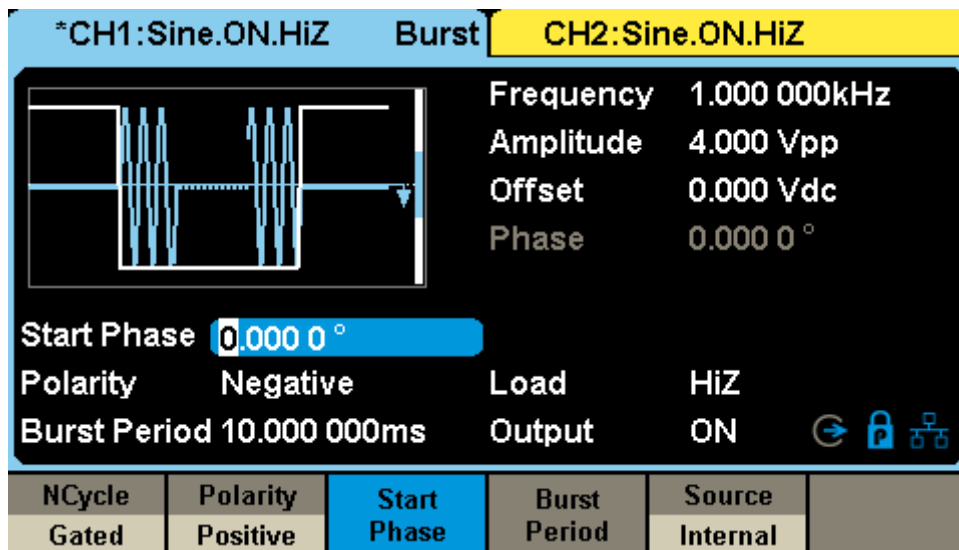 *CH1:Sine.ON.HiZ Burst CH2:Sine.ON.HiZ
Frequency 1.000 000kHz
Amplitude 4.000 Vpp
Offset 0.000 Vdc
Phase 0.000 0 °
Start Phase 0.000 0 °
Polarity Negative Load HiZ
Burst Period 10.000 000ms Output ON P
NCycle Polarity Start Burst Source
Gated Positive Phase Period Internal